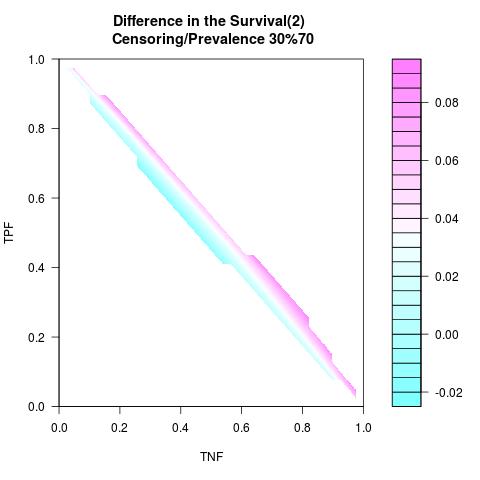 Difference in the Survival(2)
Censoring/Prevalence 30%70
1.0
0.8
0.6
0.4
0.2
0.0
TPF
0.0 0.2 0.4 0.6 0.8 1.0
TNF
0.08
0.06
0.04
0.02
0.00
-0.02